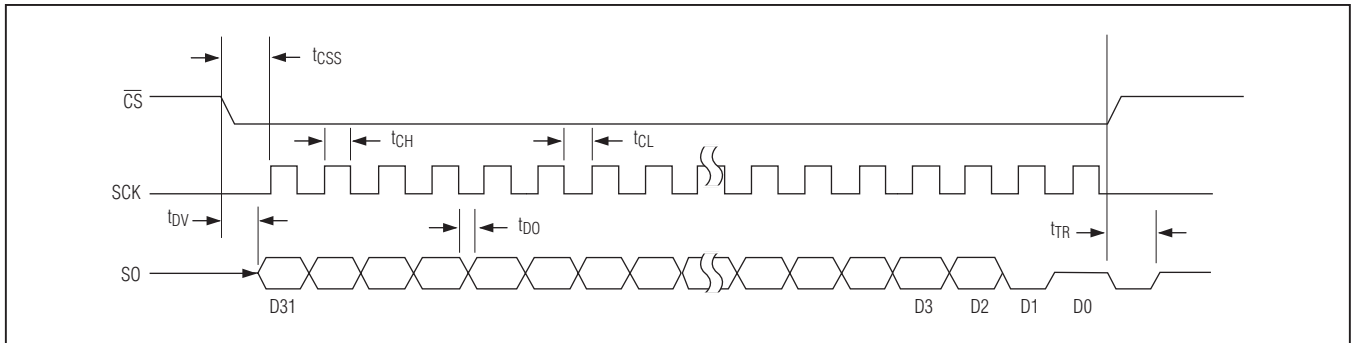 tCSS
CS
tCH
tCL
SCK
tDV
tDO
tTR
SO
D31
D3
D2
D1
D0